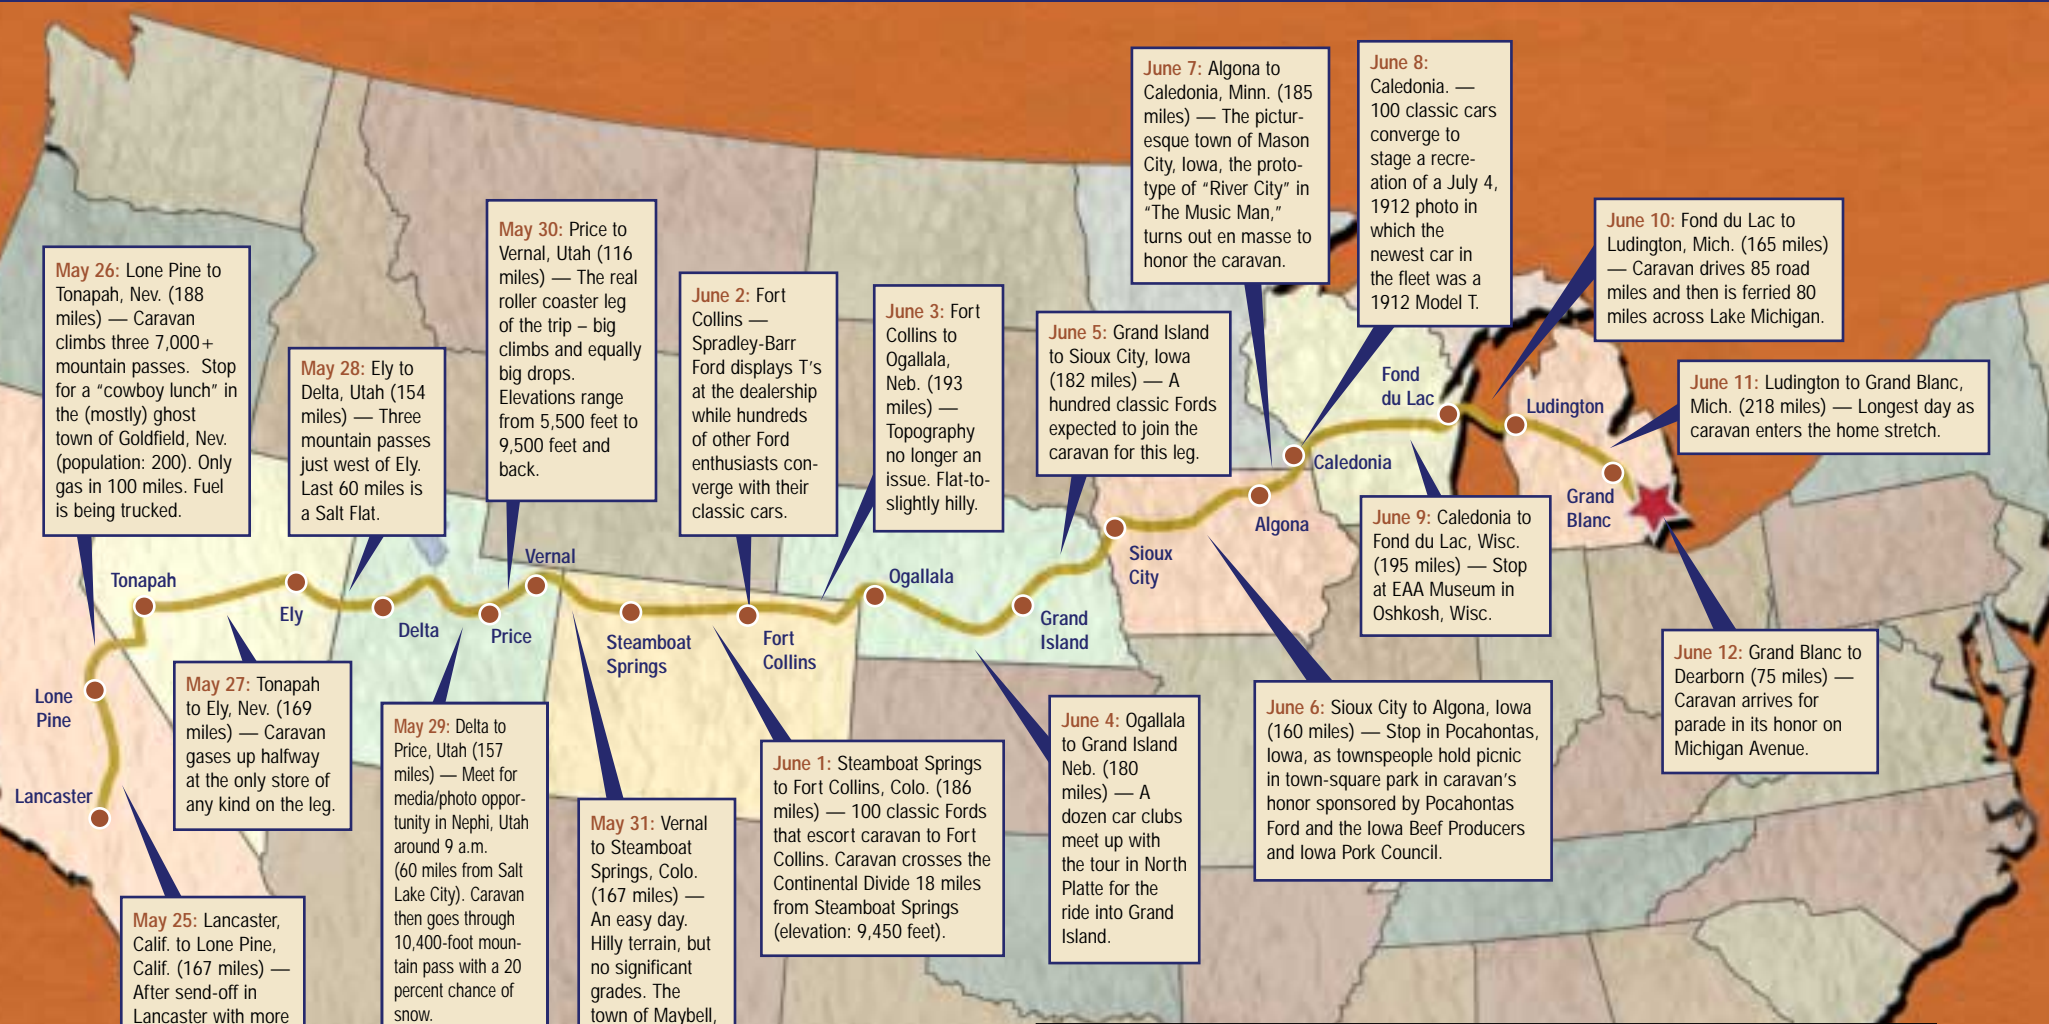 May 26: Lone Pine to
Tonapah, Nev. (188
miles) — Caravan
climbs three 7,000+
mountain passes.  Stop
for a “cowboy lunch” in
the (mostly) ghost
town of Goldfield, Nev.
(population: 200). Only
gas in 100 miles. Fuel
is being trucked.
May 28: Ely to
Delta, Utah (154
miles) — Three
mountain passes
just west of Ely.
Last 60 miles is
a Salt Flat.
May 30: Price to
Vernal, Utah (116
miles) — The real
roller coaster leg
of the trip – big
climbs and equally
big drops.
Elevations range
from 5,500 feet to
9,500 feet and
back.
June 2: Fort
Collins —
Spradley-Barr
Ford displays T’s
at the dealership
while hundreds
of other Ford
enthusiasts con-
verge with their
classic cars.
June 3: Fort
Collins to
Ogallala,
Neb. (193
miles) —
Topography
no longer an
issue. Flat-to-
slightly hilly.
June 5: Grand Island
to Sioux City, Iowa
(182 miles) — A
hundred classic Fords
expected to join the
caravan for this leg.
June 7: Algona to
Caledonia, Minn. (185
miles) — The pictur-
esque town of Mason
City, Iowa, the proto-
type of “River City” in
“The Music Man,”
turns out en masse to
honor the caravan.
June 8:
Caledonia. —
100 classic cars
converge to
stage a recre-
ation of a July 4,
1912 photo in
which the
newest car in
the fleet was a
1912 Model T.
June 10: Fond du Lac to
Ludington, Mich. (165 miles)
— Caravan drives 85 road
miles and then is ferried 80
miles across Lake Michigan.
June 11: Ludington to Grand Blanc,
Mich. (218 miles) — Longest day as
caravan enters the home stretch.
Tonapah
Ely
Delta
Price
Vernal
Steamboat
Springs
Fort
Collins
Ogallala
Grand
Island
Sioux
City
Algona
Caledonia
Fond
du Lac
Ludington
Grand
Blanc
Lone
Pine
Lancaster
May 25: Lancaster,
Calif. to Lone Pine,
Calif. (167 miles) —
After send-off in
Lancaster with more
May 27: Tonapah
to Ely, Nev. (169
miles) — Caravan
gases up halfway
at the only store of
any kind on the leg.
May 29: Delta to
Price, Utah (157
miles) — Meet for
media/photo oppor-
tunity in Nephi, Utah
around 9 a.m.
(60 miles from Salt
Lake City). Caravan
then goes through
10,400-foot moun-
tain pass with a 20
percent chance of
snow.
May 31: Vernal
to Steamboat
Springs, Colo.
(167 miles) —
An easy day.
Hilly terrain, but
no significant
grades. The
town of Maybell,
June 1: Steamboat Springs
to Fort Collins, Colo. (186
miles) — 100 classic Fords
that escort caravan to Fort
Collins. Caravan crosses the
Continental Divide 18 miles
from Steamboat Springs
(elevation: 9,450 feet).
June 4: Ogallala
to Grand Island
Neb. (180
miles) — A
dozen car clubs
meet up with
the tour in North
Platte for the
ride into Grand
Island.
June 6: Sioux City to Algona, Iowa
(160 miles) — Stop in Pocahontas,
Iowa, as townspeople hold picnic
in town-square park in caravan’s
honor sponsored by Pocahontas
Ford and the Iowa Beef Producers
and Iowa Pork Council.
June 9: Caledonia to
Fond du Lac, Wisc.
(195 miles) — Stop
at EAA Museum in
Oshkosh, Wisc.
June 12: Grand Blanc to
Dearborn (75 miles) —
Caravan arrives for
parade in its honor on
Michigan Avenue.